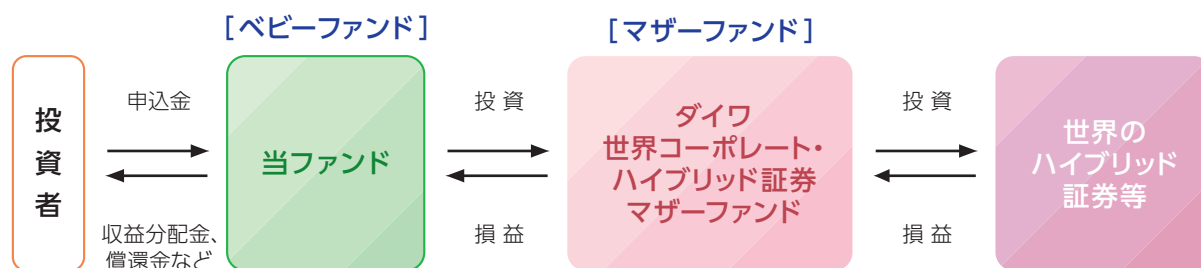 [ベビーファンド]
[マザーファンド]
投資者
申込金
収益分配金、
償還金など
当ファンド
投 資
損 益
ダイワ
世界コーポレート・
ハイブリッド証券
マザーファンド
投 資
損 益
世界の
ハイブリッド
証券等